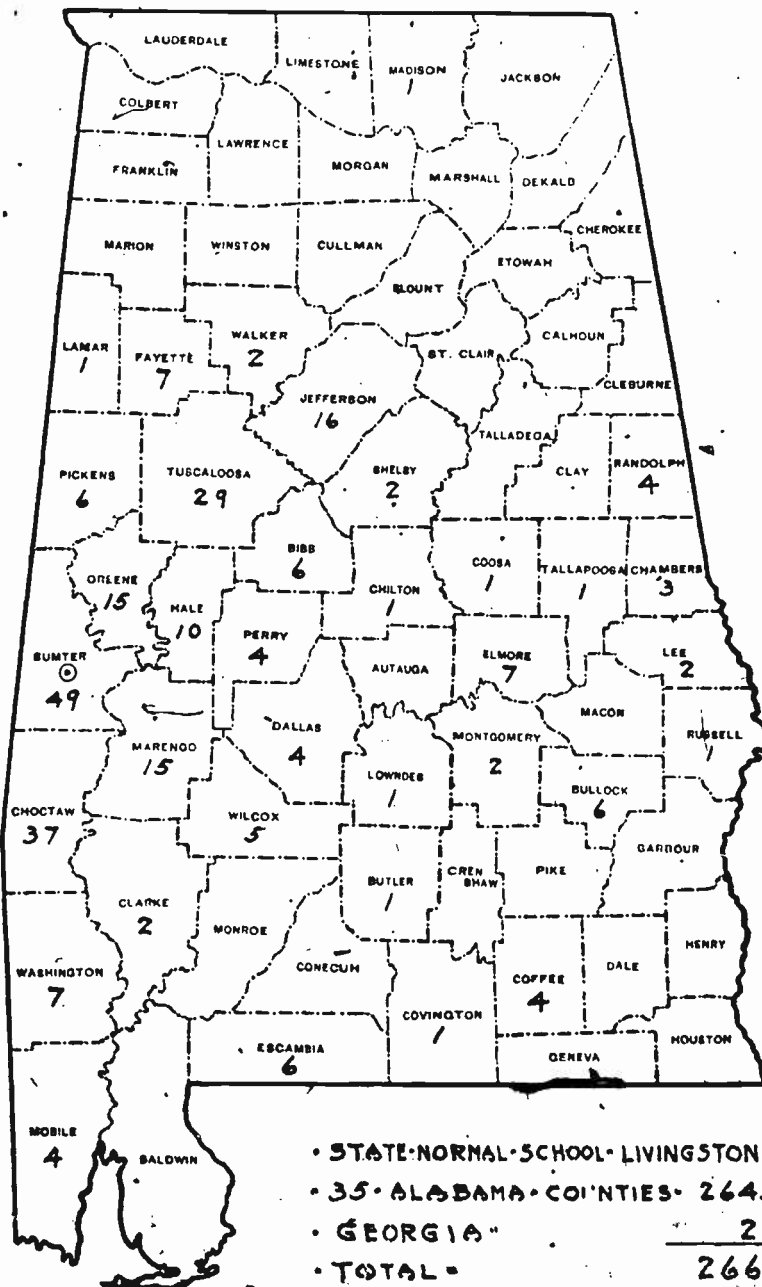 LAUDERDALE
LIMESTONE
MADISON
1
JACKSON
COLBERT
LAWRENCE
FRANKLIN
MORGAN
MARSHALL
DEKALB
CHEROKEE
MARION
WINSTON
CULLMAN
ETOWAH
BLOUNT
LAMAR
1
FAYETTE
7
WALKER
2
ST. CLAIR
CALHOUN
CLEBURNE
JEFFERSON
16
TALLADEGA
PICKENS
6
TUSCALOOSA
29
SHELBY
2
CLAY
RANDOLPH
4
GREENE
15
HALE
10
BIBB
6
CHILTON
1
COOSA
1
TALLAPOOSA
1
CHAMBERS
3
SUMTER
49
PERRY
4
AUTAUGA
ELMORE
7
LEE
2
MARENGO
15
DALLAS
4
LOWNDES
1
MONTGOMERY
2
MACON
RUSSELL
1
BULLOCK
6
CHOCTAW
37
WILCOX
5
BUTLER
1
CREN
SHAW
PIKE
BARBOUR
CLARKE
2
MONROE
CONECUH
WASHINGTON
7
COFFEE
4
DALE
HENRY
COVINGTON
1
ESCAMBIA
6
GENEVA
HOUSTON
MOBILE
4
BALDWIN
• STATE-NORMAL-SCHOOL-LIVINGSTON
• 35-ALABAMA-COUNTIES- 264.
• GEORGIA " 2
• TOTAL = 266